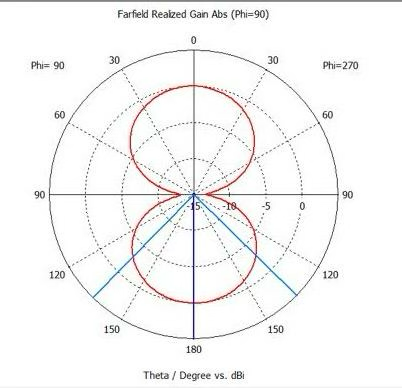 Farfield Realized Gain Abs (Phi=90)
0
Phi= 90 30 30 Phi=270
60 60
90 -15 -10 -5 0 90
120 120
150 150
180
Theta / Degree vs. dBi